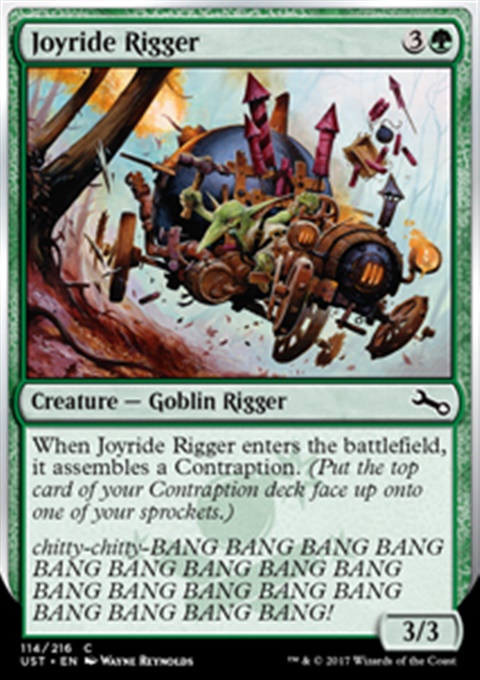 Joyride Rigger 3
Creature — Goblin Rigger
When Joyride Rigger enters the battlefield,
it assembles a Contraption. (Put the top
card of your Contraption deck face up onto
one of your sprockets.)
chitty-chitty-BANG BANG BANG BANG
BANG BANG BANG BANG BANG BANG
BANG BANG BANG BANG BANG BANG
BANG BANG BANG BANG!
3/3
114/216 C
UST • EN Wayne Reynolds
™ & © 2017 Wizards of the Coast